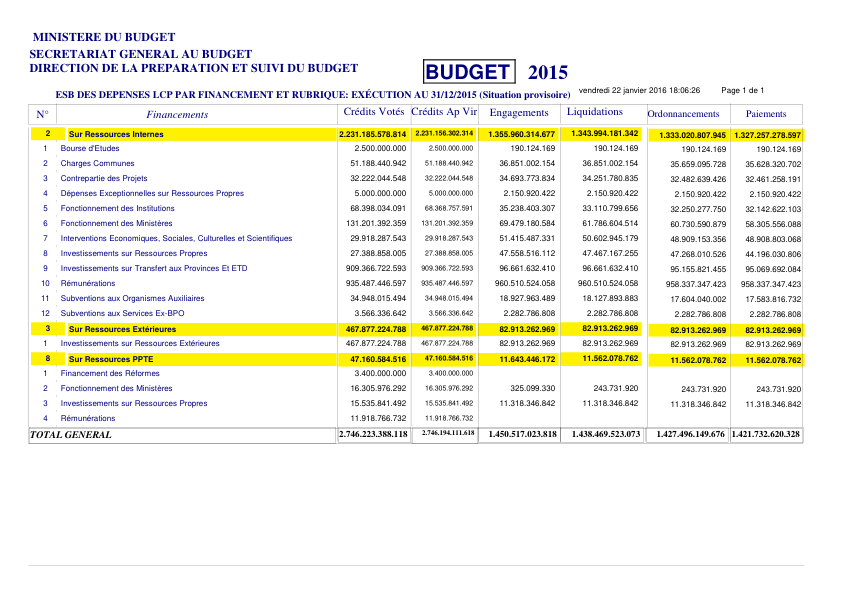 MINISTERE DU BUDGET
SECRETARIAT GENERAL AU BUDGET
DIRECTION DE LA PREPARATION ET SUIVI DU BUDGET
BUDGET 2015
ESB DES DEPENSES LCP PAR FINANCEMENT ET RUBRIQUE: EXÉCUTION AU 31/12/2015 (Situation provisoire) vendredi 22 janvier 2016 18:06:26 Page 1 de 1
N° Financements Crédits Votés Crédits Ap Vir Engagements Liquidations Ordonnancements Paiements
2 Sur Ressources Internes 2.231.185.578.814 2.231.156.302.314 1.355.960.314.677 1.343.994.181.342 1.333.020.807.945 1.327.257.278.597
1 Bourse d'Etudes 2.500.000.000 2.500.000.000 190.124.169 190.124.169 190.124.169 190.124.169
2 Charges Communes 51.188.440.942 51.188.440.942 36.851.002.154 36.851.002.154 35.659.095.728 35.628.320.702
3 Contrepartie des Projets 32.222.044.548 32.222.044.548 34.693.773.834 34.251.780.835 32.482.639.426 32.461.258.191
4 Dépenses Exceptionnelles sur Ressources Propres 5.000.000.000 5.000.000.000 2.150.920.422 2.150.920.422 2.150.920.422 2.150.920.422
5 Fonctionnement des Institutions 68.398.034.091 68.368.757.591 35.238.403.307 33.110.799.656 32.250.277.750 32.142.622.103
6 Fonctionnement des Ministères 131.201.392.359 131.201.392.359 69.479.180.584 61.786.604.514 60.730.590.879 58.305.556.088
7 Interventions Economiques, Sociales, Culturelles et Scientifiques 29.918.287.543 29.918.287.543 51.415.487.331 50.602.945.179 48.909.153.356 48.908.803.068
8 Investissements sur Ressources Propres 27.388.858.005 27.388.858.005 47.558.516.112 47.467.167.255 47.268.010.526 44.196.030.806
9 Investissements sur Transfert aux Provinces Et ETD 909.366.722.593 909.366.722.593 96.661.632.410 96.661.632.410 95.155.821.455 95.069.692.084
10 Rémunérations 935.487.446.597 935.487.446.597 960.510.524.058 960.510.524.058 958.337.347.423 958.337.347.423
11 Subventions aux Organismes Auxiliaires 34.948.015.494 34.948.015.494 18.927.963.489 18.127.893.883 17.604.040.002 17.583.816.732
12 Subventions aux Services Ex-BPO 3.566.336.642 3.566.336.642 2.282.786.808 2.282.786.808 2.282.786.808 2.282.786.808
3 Sur Ressources Extérieures 467.877.224.788 467.877.224.788 82.913.262.969 82.913.262.969 82.913.262.969 82.913.262.969
1 Investissements sur Ressources Extérieures 467.877.224.788 467.877.224.788 82.913.262.969 82.913.262.969 82.913.262.969 82.913.262.969
8 Sur Ressources PPTE 47.160.584.516 47.160.584.516 11.643.446.172 11.562.078.762 11.562.078.762 11.562.078.762
1 Financement des Réformes 3.400.000.000 3.400.000.000
2 Fonctionnement des Ministères 16.305.976.292 16.305.976.292 325.099.330 243.731.920 243.731.920 243.731.920
3 Investissements sur Ressources Propres 15.535.841.492 15.535.841.492 11.318.346.842 11.318.346.842 11.318.346.842 11.318.346.842
4 Rémunérations 11.918.766.732 11.918.766.732
TOTAL GENERAL 2.746.223.388.118 2.746.194.111.618 1.450.517.023.818 1.438.469.523.073 1.427.496.149.676 1.421.732.620.328